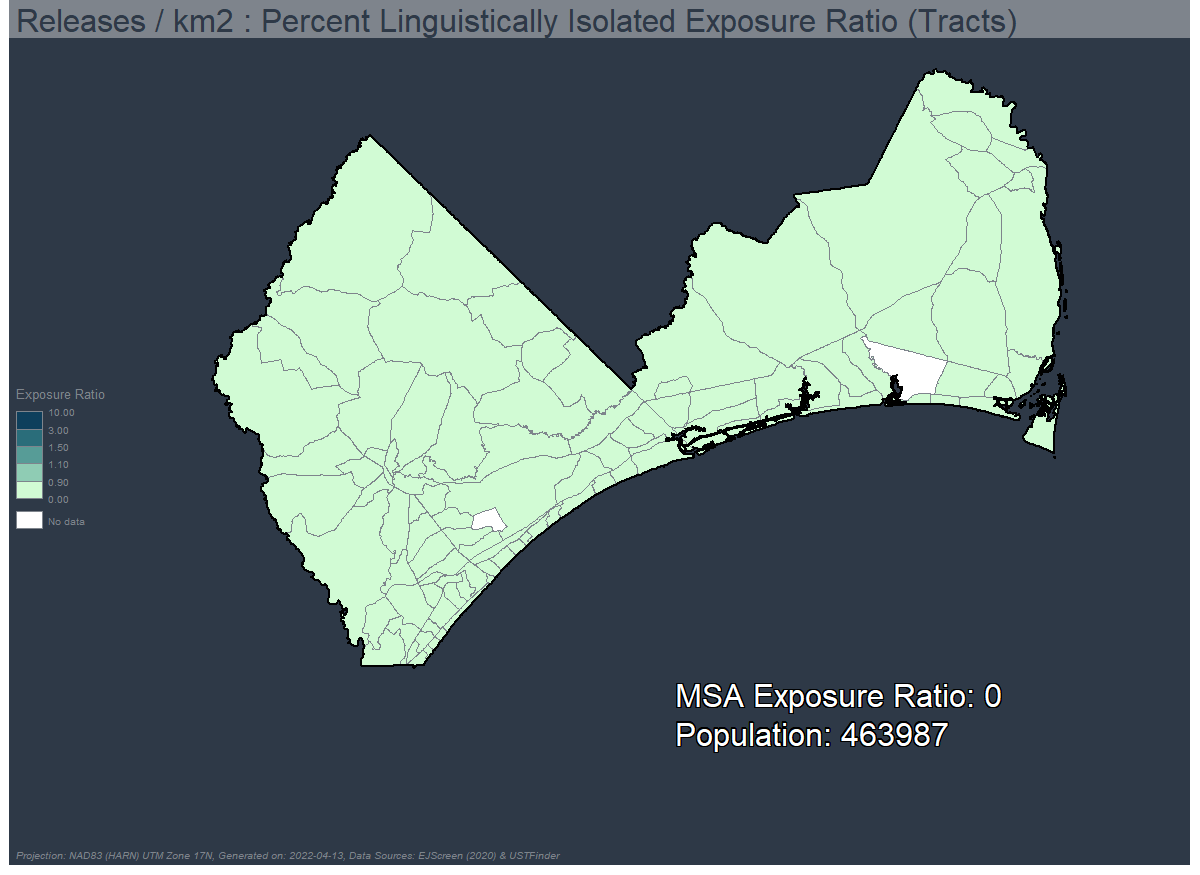 Releases / km2 : Percent Linguistically Isolated Exposure Ratio (Tracts)
Exposure Ratio
10.00
3.00
1.50
1.10
0.90
0.00
No data
MSA Exposure Ratio: 0
Population: 463987
Projection: NAD83 (HARN) UTM Zone 17N, Generated on: 2022-04-13, Data Sources: EJScreen (2020) & USTFinder